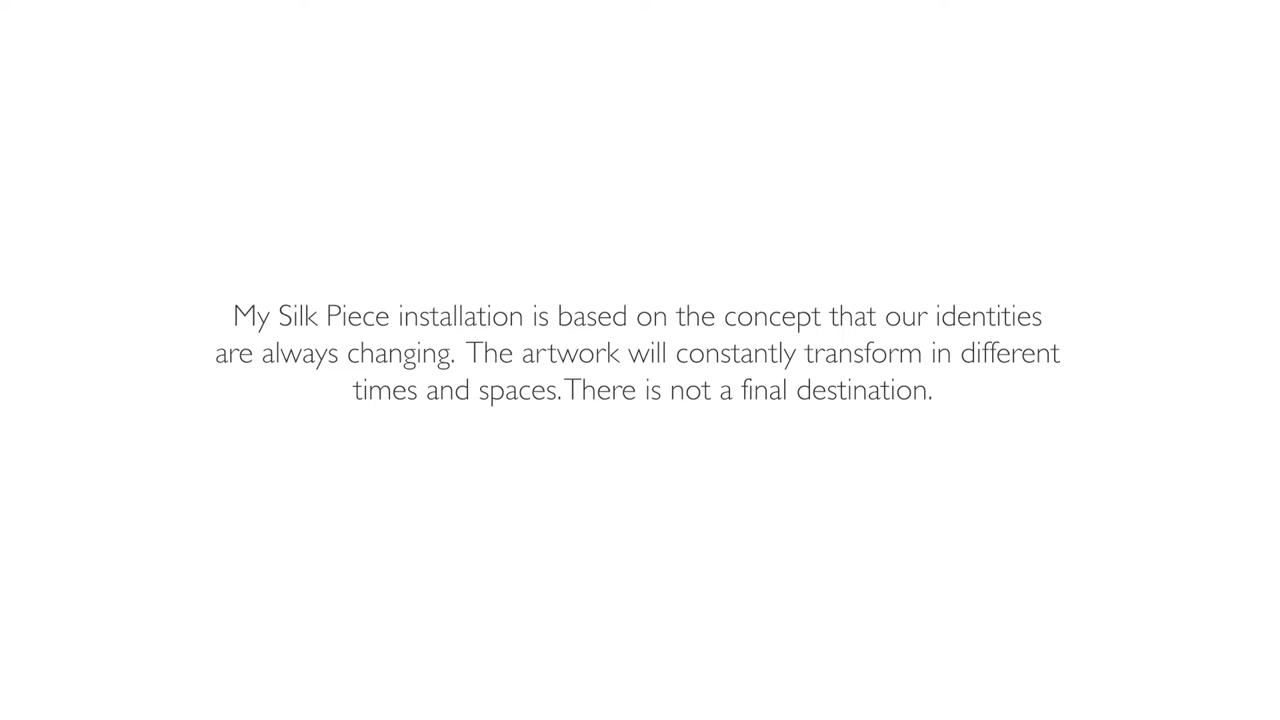 My Silk Piece installation is based on the concept that our identities
are always changing.  The artwork will constantly transform in different
times and spaces. There is not a final destination.